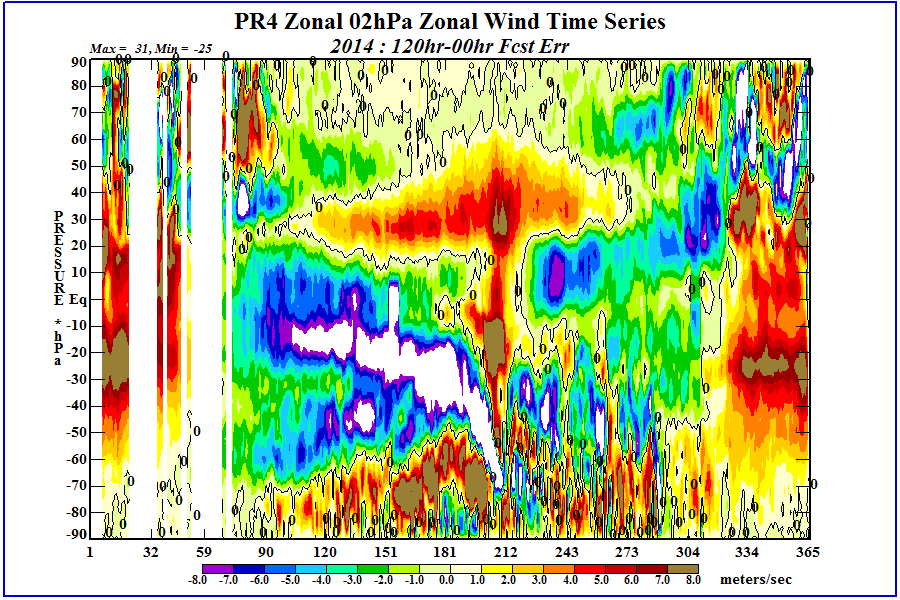 PR4 Zonal 02hPa Zonal Wind Time Series
Max = 31, Min = -25
2014 : 120hr-00hr Fcst Err
90
80
70
60
50
40
30
20
10
Eq
-10
-20
-30
-40
-50
-60
-70
-80
-90
PRESSURE *hPa
1 32 59 90 120 151 181 212 243 273 304 334 365
-8.0 -7.0 -6.0 -5.0 -4.0 -3.0 -2.0 -1.0 0.0 1.0 2.0 3.0 4.0 5.0 6.0 7.0 8.0 meters/sec